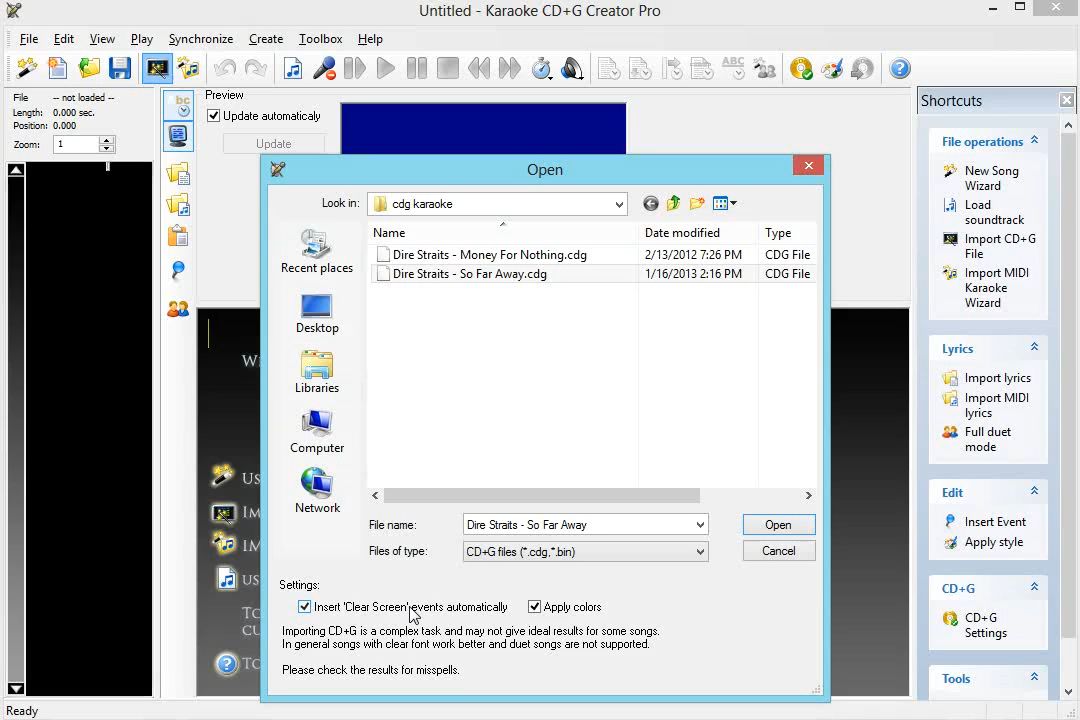 Untitled - Karaoke CD+G Creator Pro
File Edit View Play Synchronize Create Toolbox Help
File -- not loaded --
Length: 0.000 sec.
Position: 0.000
Zoom: 1
Preview
Update automaticaly
Update
Open
Look in: cdg karaoke
Name Date modified Type
Dire Straits - Money For Nothing.cdg 2/13/2012 7:26 PM CDG File
Dire Straits - So Far Away.cdg 1/16/2013 2:16 PM CDG File
Recent places
Desktop
Libraries
Computer
Network
File name: Dire Straits - So Far Away Open
Files of type: CD+G files (*.cdg,*.bin) Cancel
Settings:
Insert 'Clear Screen' events automatically Apply colors
Importing CD+G is a complex task and may not give ideal results for some songs.
In general songs with clear font work better and duet songs are not supported.
Please check the results for misspells.
Shortcuts
File operations
New Song
Wizard
Load
soundtrack
Import CD+G
File
Import MIDI
Karaoke
Wizard
Lyrics
Import lyrics
Import MIDI
lyrics
Full duet
mode
Edit
Insert Event
Apply style
CD+G
CD+G
Settings
Tools
Ready